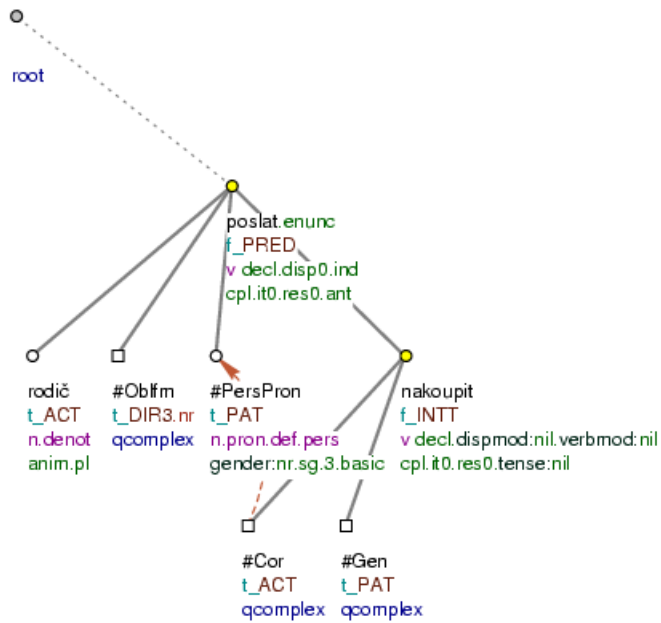 root
poslat.enunc
f_PRED
v decl.disp0.ind
cpl.it0.res0.ant
rodič
t_ACT
n.denot
anim.pl
#Oblfm
t_DIR3.nr
qcomplex
#PersPron
t_PAT
n.pron.def.pers
gender:nr.sg.3.basic
nakoupit
f_INTT
v decl.dispmod:nil.verbmod:nil
cpl.it0.res0.tense:nil
#Cor
t_ACT
qcomplex
#Gen
t_PAT
qcomplex